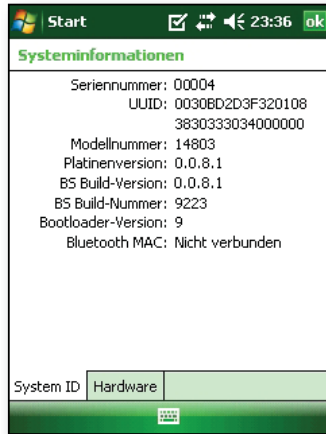 Start 23:36 ok
Systeminformationen
Seriennummer: 00004
UUID: 0030BD2D3F320108
3830333034000000
Modellnummer: 14803
Platinenversion: 0.0.8.1
BS Build-Version: 0.0.8.1
BS Build-Nummer: 9223
Bootloader-Version: 9
Bluetooth MAC: Nicht verbunden
System ID Hardware